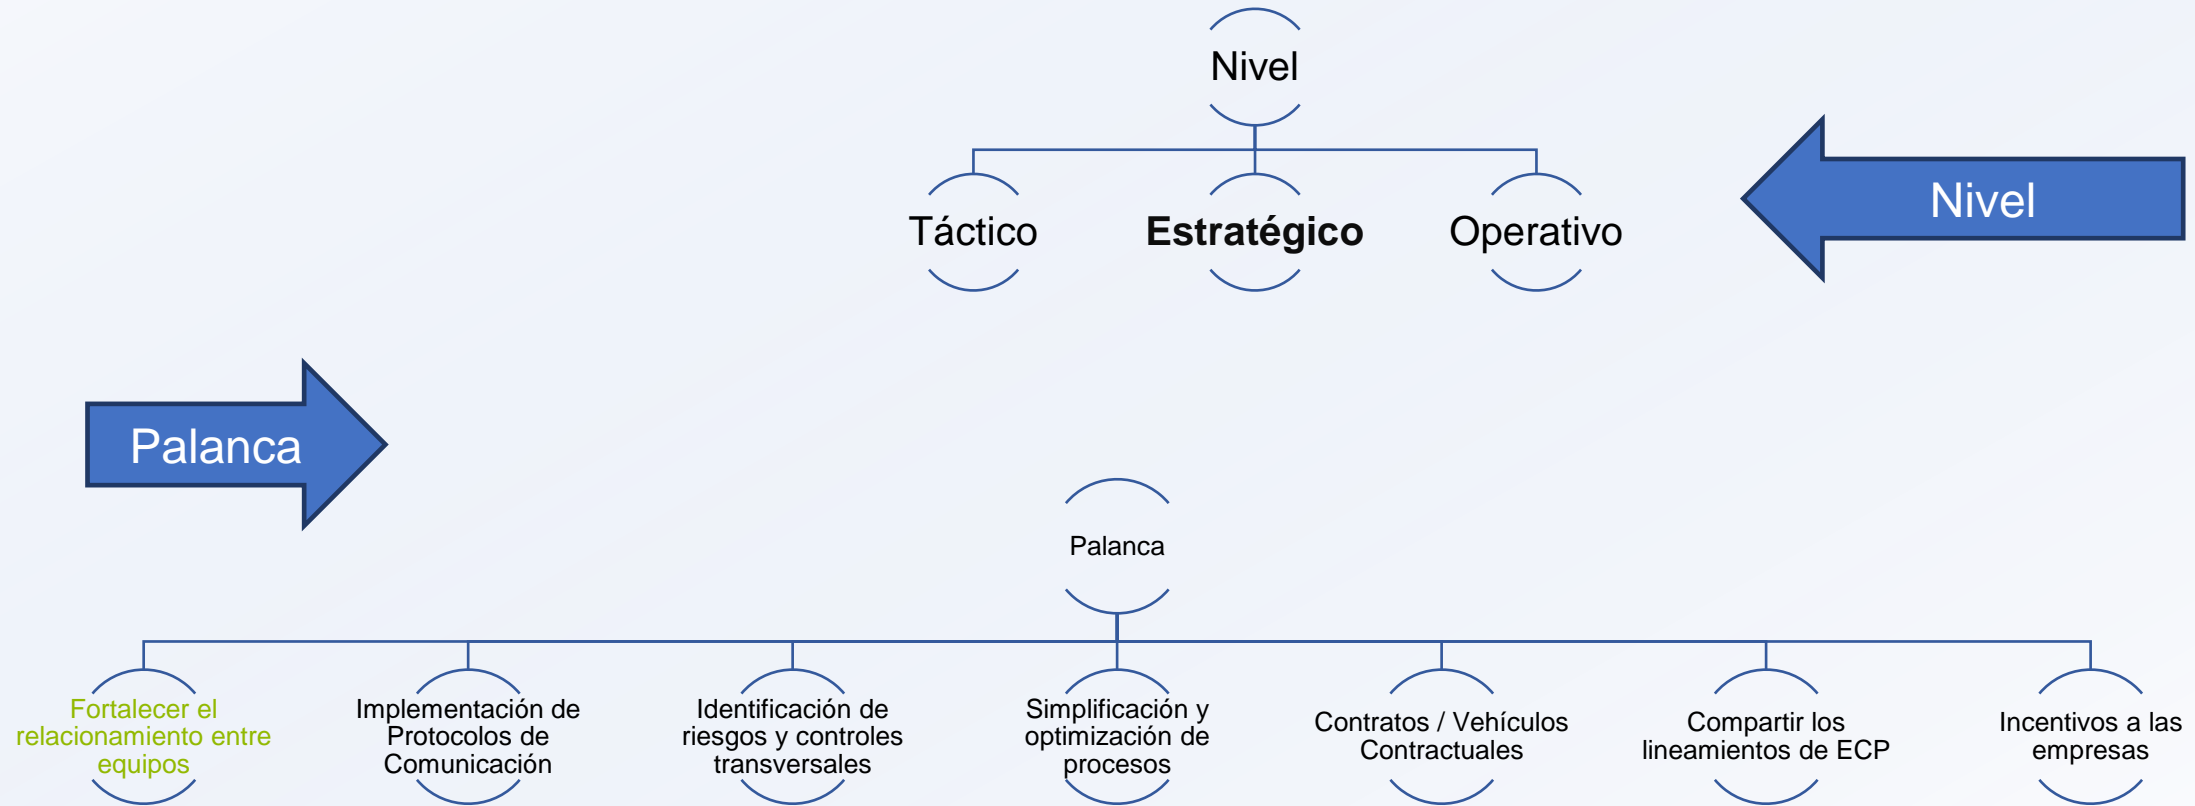 Nivel
Táctico
Estratégico
Operativo
Nivel
Palanca
Palanca
Fortalecer el
relacionamiento entre
equipos
Implementación de
Protocolos de
Comunicación
Identificación de
riesgos y controles
transversales
Simplificación y
optimización de
procesos
Contratos / Vehículos
Contractuales
Compartir los
lineamientos de ECP
Incentivos a las
empresas